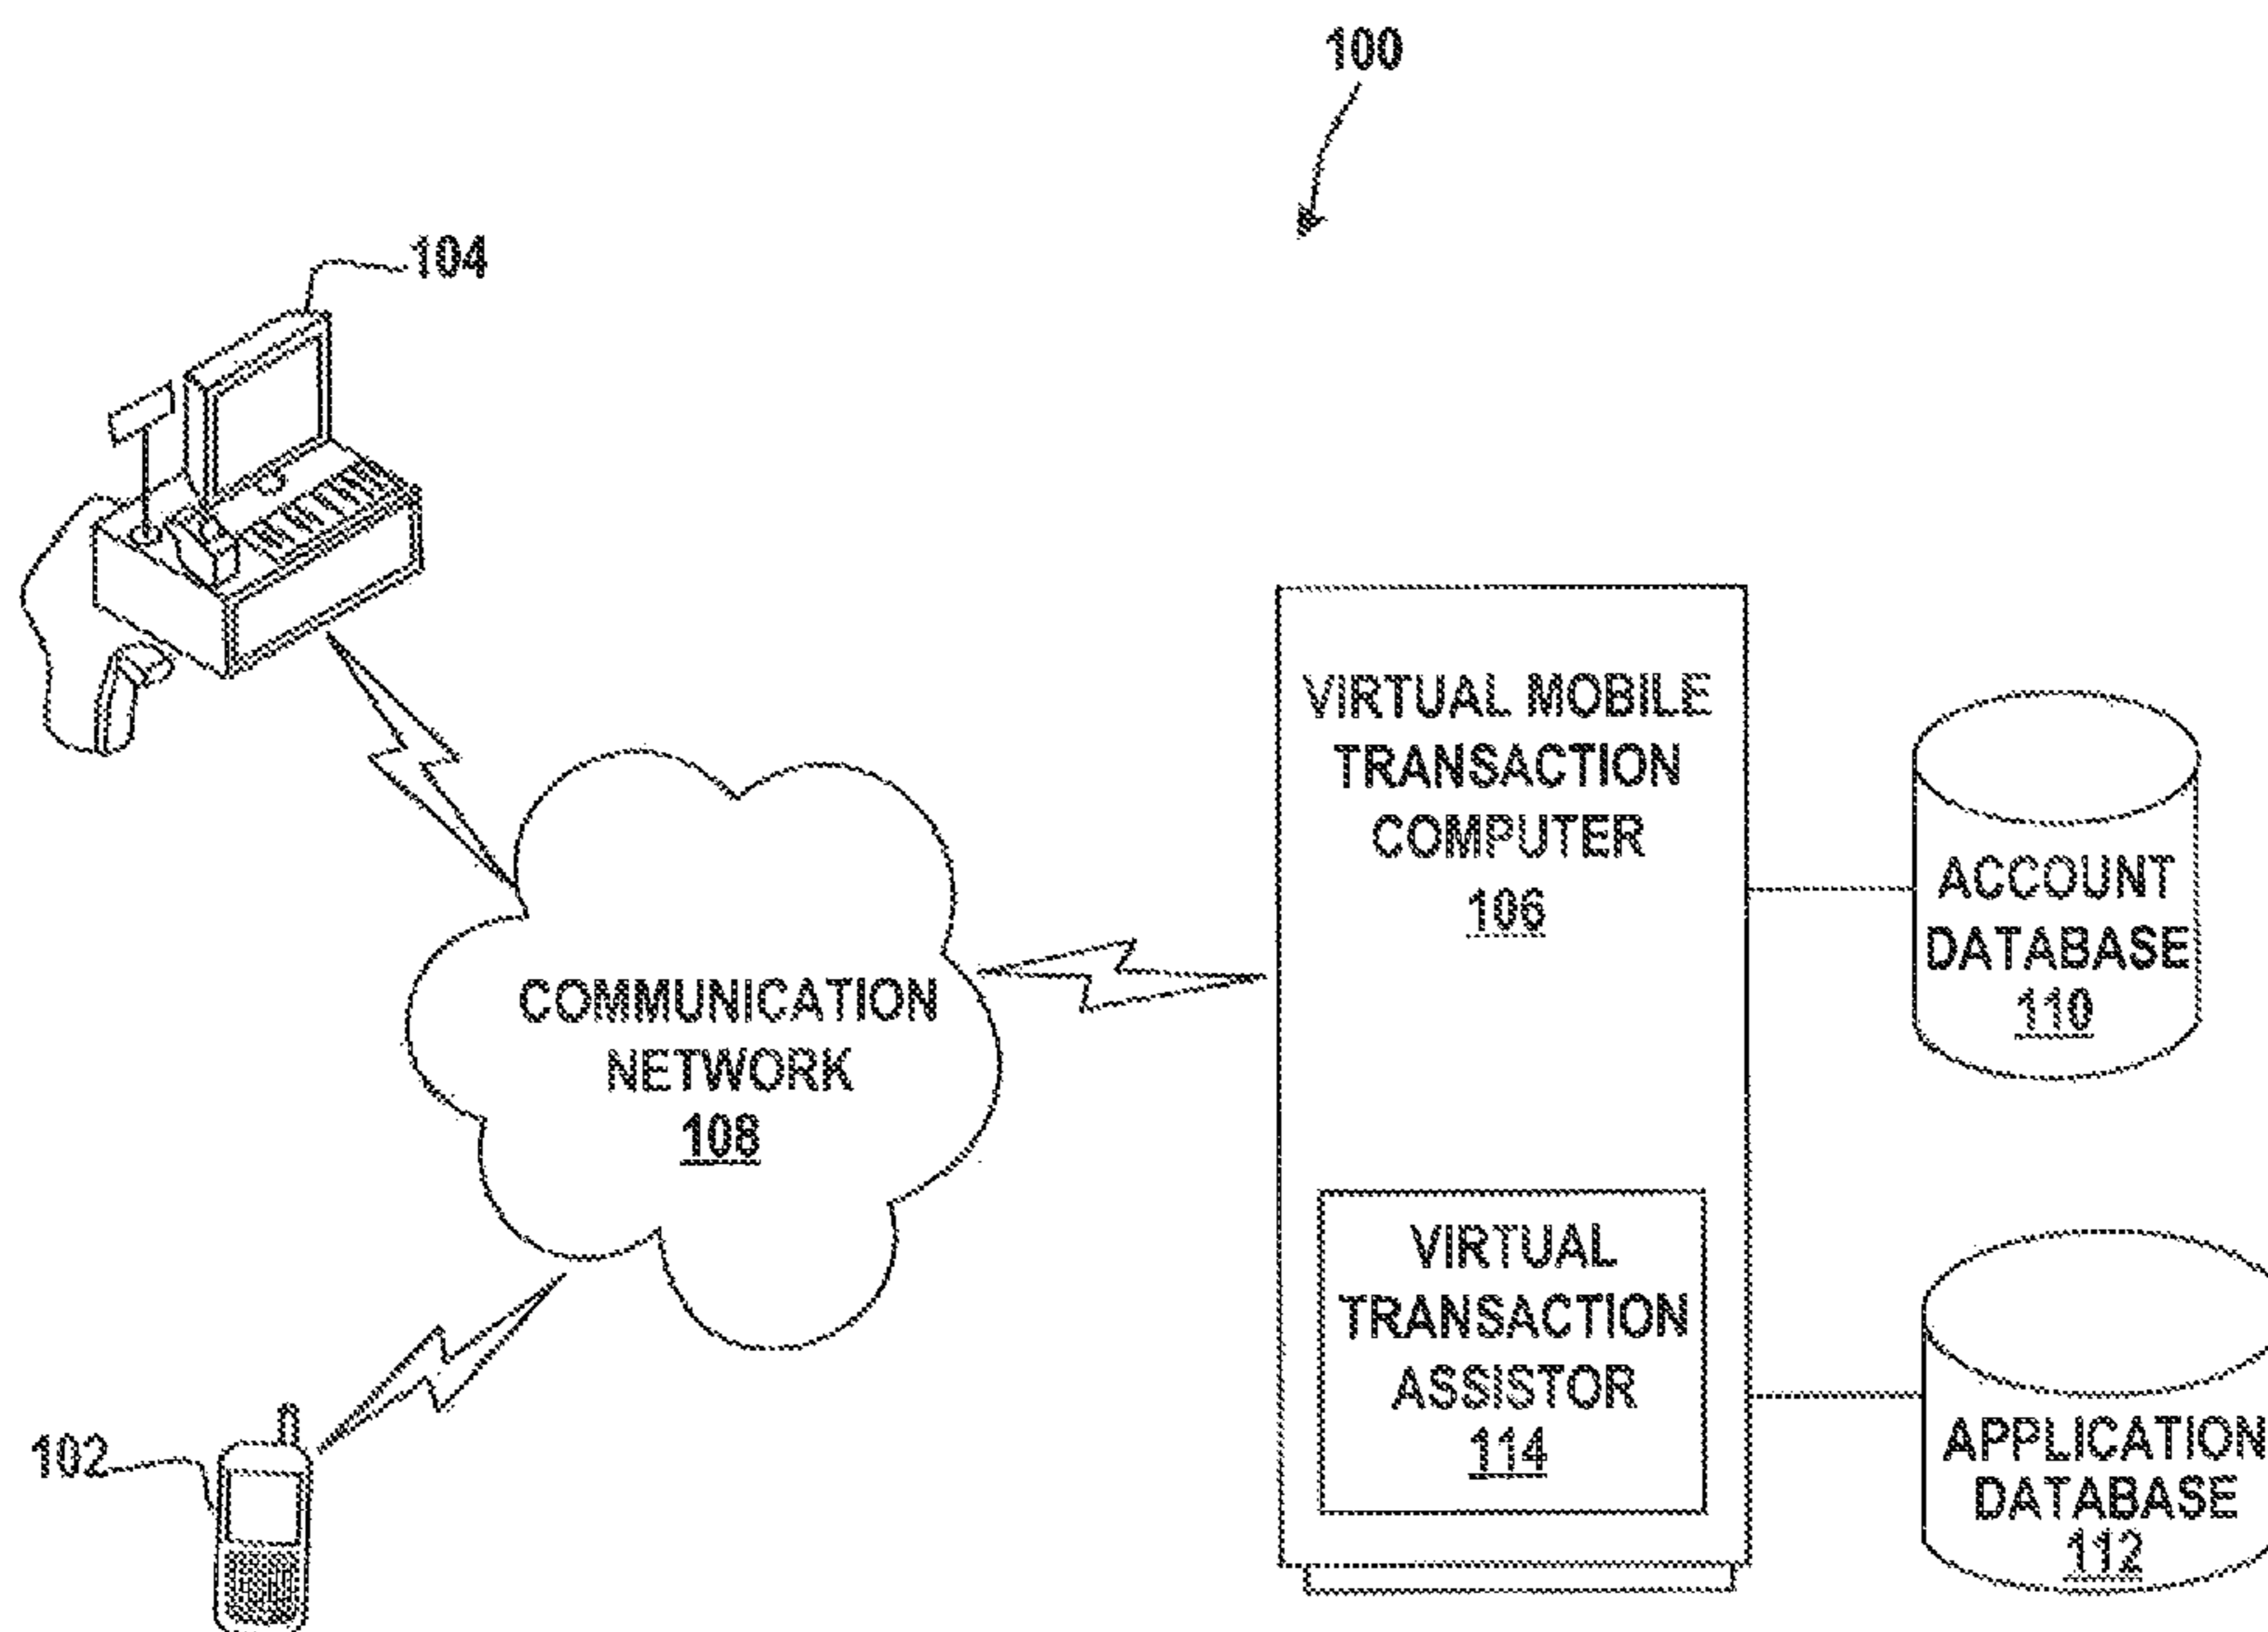 100
104
VIRTUAL MOBILE
TRANSACTION
COMPUTER
106
ACCOUNT
DATABASE
110
COMMUNICATION
NETWORK
108
VIRTUAL
TRANSACTION
ASSISTOR
114
APPLICATION
DATABASE
112
102